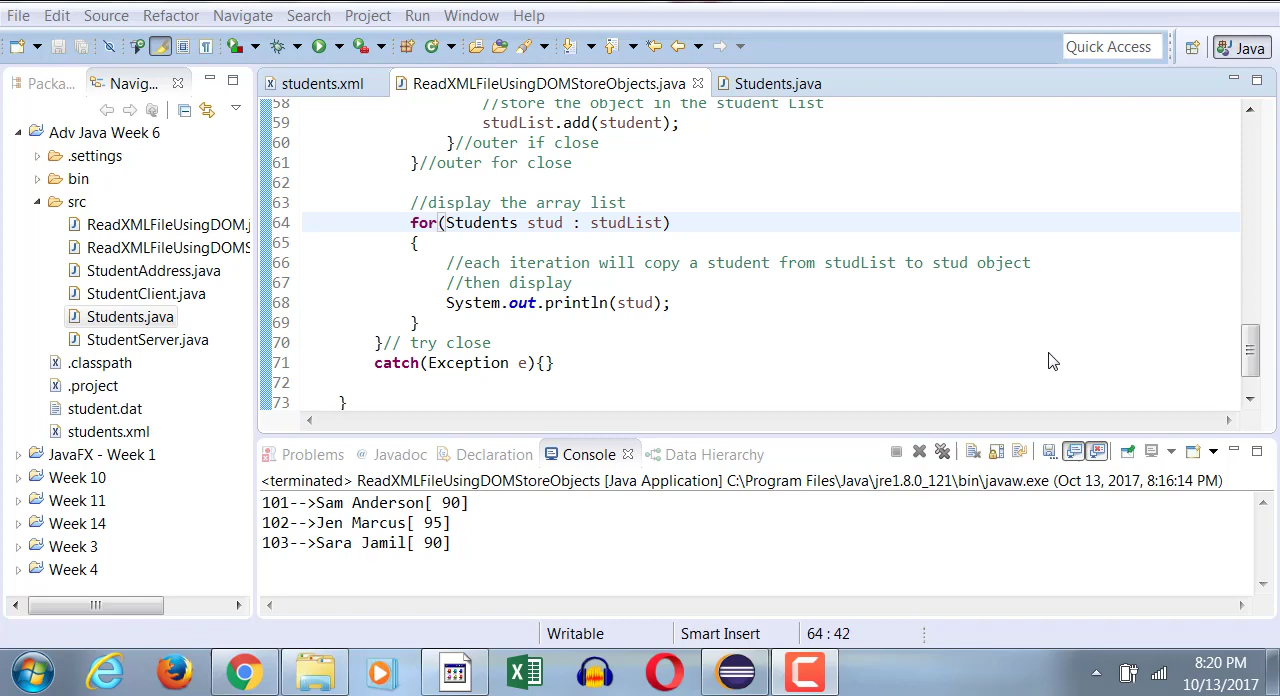 File Edit Source Refactor Navigate Search Project Run Window Help
Quick Access Java
Packa... Navig...
students.xml ReadXMLFileUsingDOMStoreObjects.java Students.java
Adv Java Week 6
.settings
bin
src
ReadXMLFileUsingDOM.j
ReadXMLFileUsingDOMS
StudentAddress.java
StudentClient.java
Students.java
StudentServer.java
.classpath
.project
student.dat
students.xml
JavaFX - Week 1
Week 10
Week 11
Week 14
Week 3
Week 4
58 //store the object in the student List
59 studList.add(student);
60 }//outer if close
61 }//outer for close
62
63 //display the array list
64 for(Students stud : studList)
65 {
66 //each iteration will copy a student from studList to stud object
67 //then display
68 System.out.println(stud);
69 }
70 }// try close
71 catch(Exception e){}
72
73 }
Problems Javadoc Declaration Console Data Hierarchy
<terminated> ReadXMLFileUsingDOMStoreObjects [Java Application] C:\Program Files\Java\jre1.8.0_121\bin\javaw.exe (Oct 13, 2017, 8:16:14 PM)
101-->Sam Anderson[ 90]
102-->Jen Marcus[ 95]
103-->Sara Jamil[ 90]
Writable Smart Insert 64 : 42
8:20 PM
10/13/2017